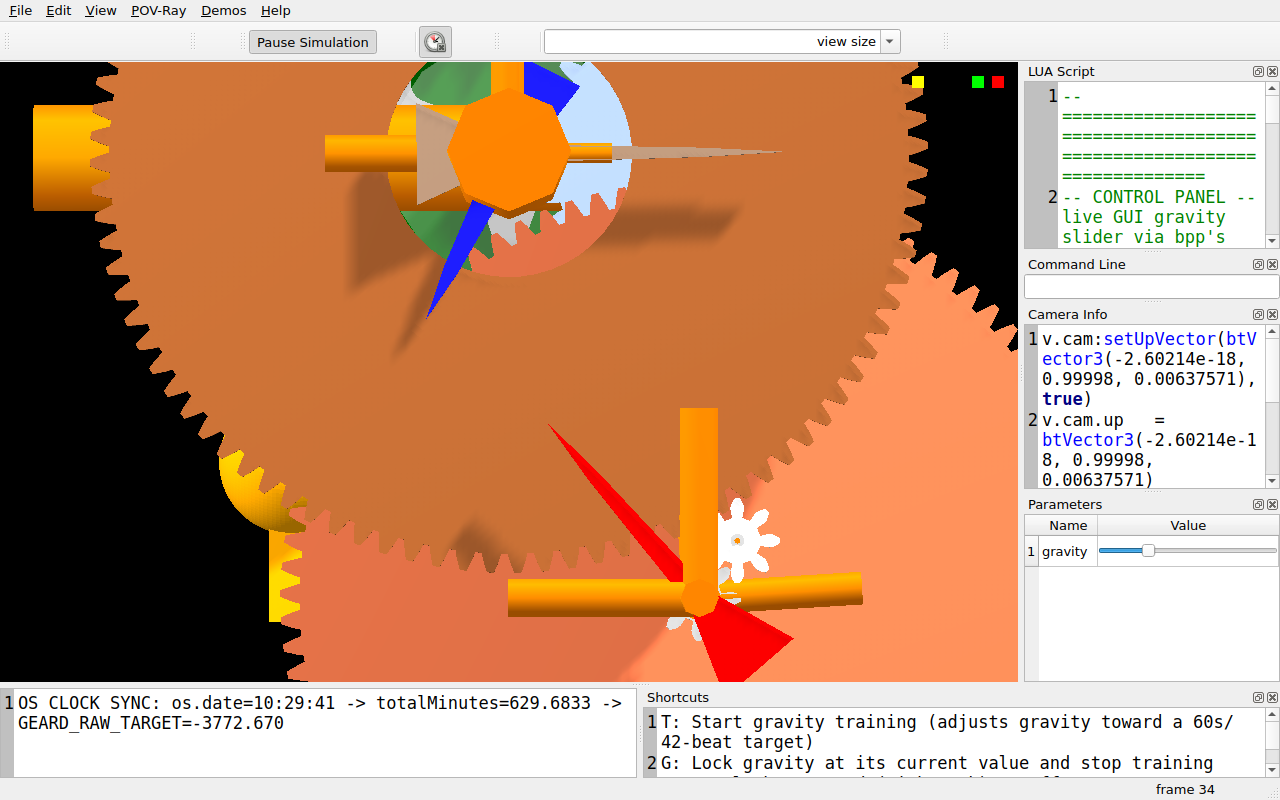 File Edit View POV-Ray Demos Help
Pause Simulation
view size
LUA Script
1 --
===================
===================
===================
==============
2 -- CONTROL PANEL --
live GUI gravity
slider via bpp's
Command Line
Camera Info
1 v.cam:setUpVector(btV
ector3(-2.60214e-18,
0.99998, 0.00637571),
true)
2 v.cam.up   =
btVector3(-2.60214e-1
8, 0.99998,
0.00637571)
Parameters
Name Value
1 gravity
1 OS CLOCK SYNC: os.date=10:29:41 -> totalMinutes=629.6833 ->
GEARD_RAW_TARGET=-3772.670
Shortcuts
1 T: Start gravity training (adjusts gravity toward a 60s/
42-beat target)
2 G: Lock gravity at its current value and stop training
frame 34